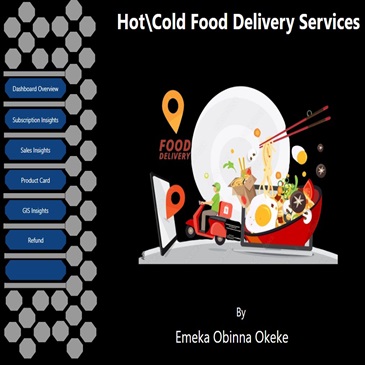 Hot\Cold Food Delivery Services
Dashboard Overview
Subscription Insights
Sales Insights
Product Card
GIS Insights
Refund
FOOD
DELIVERY
By
Emeka Obinna Okeke